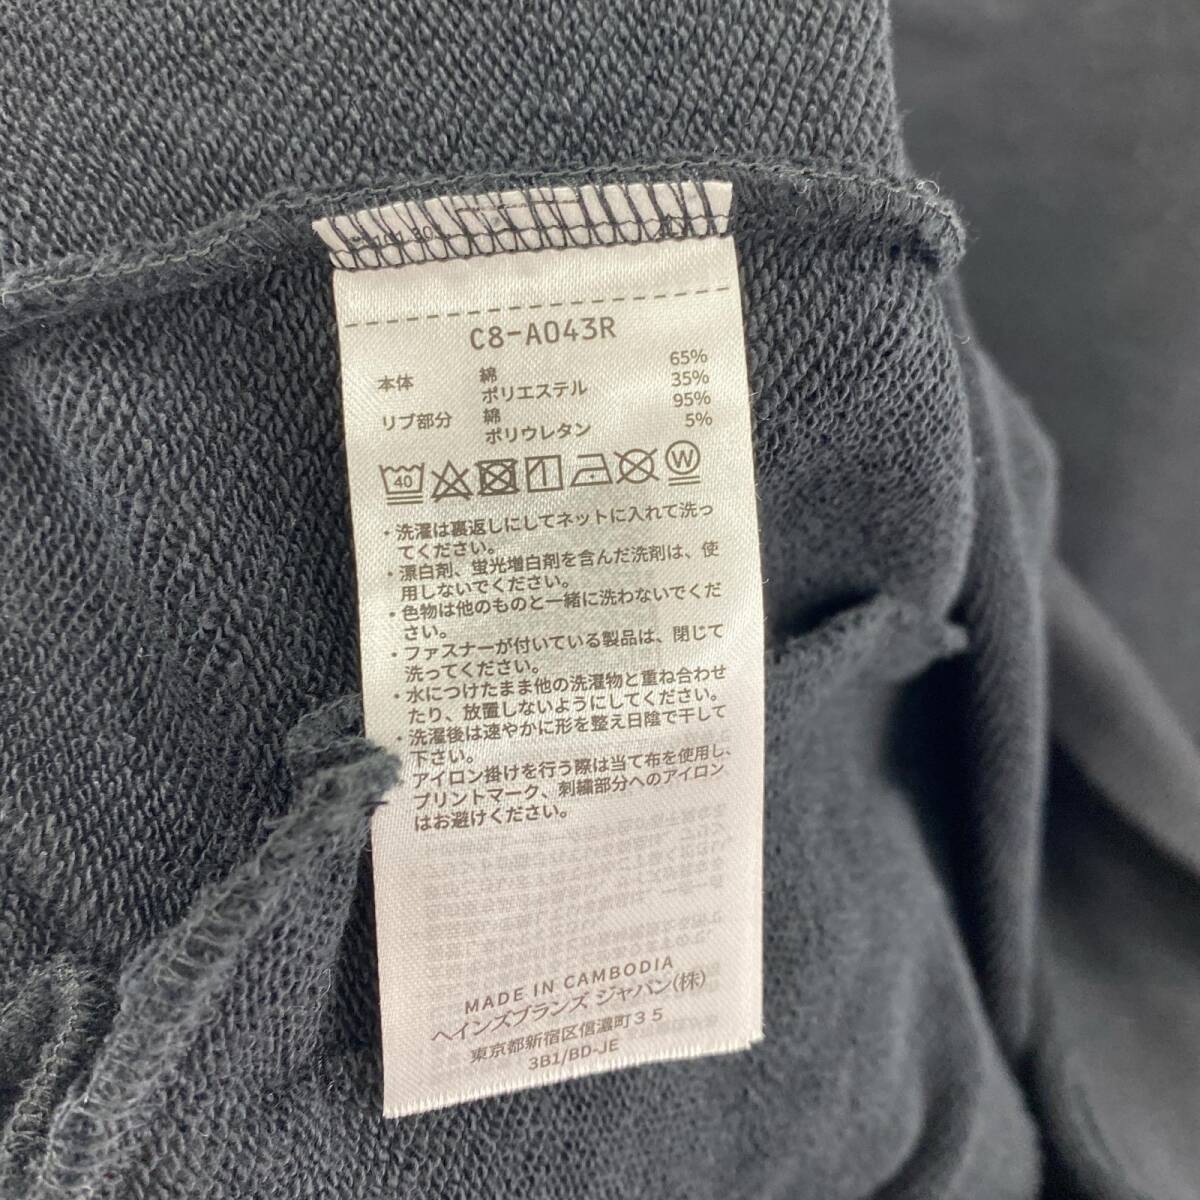 C8-A043R
本体 綿 65%
ポリエステル 35%
リブ部分 綿 95%
ポリウレタン 5%
40 W
・洗濯は裏返しにしてネットに入れて洗っ
てください。
・漂白剤、蛍光増白剤を含んだ洗剤は、使
用しないでください。
・色物は他のものと一緒に洗わないでくだ
さい。
・ファスナーが付いている製品は、閉じて
洗ってください。
・水につけたまま他の洗濯物と重ね合わせ
たり、放置しないようにしてください。
・洗濯後は速やかに形を整え日陰で干して
下さい。
アイロン掛けを行う際は当て布を使用し、
プリントマーク、刺繍部分へのアイロン
はお避けください。
MADE IN CAMBODIA
ヘインズブランズ ジャパン(株)
東京都新宿区信濃町35
3B1/BD-JE